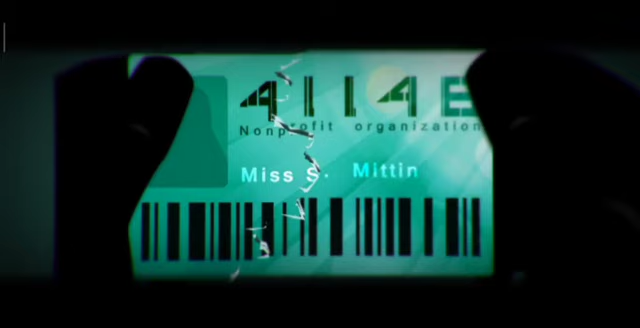 4114E
Nonprofit organization
Miss S. Mittin